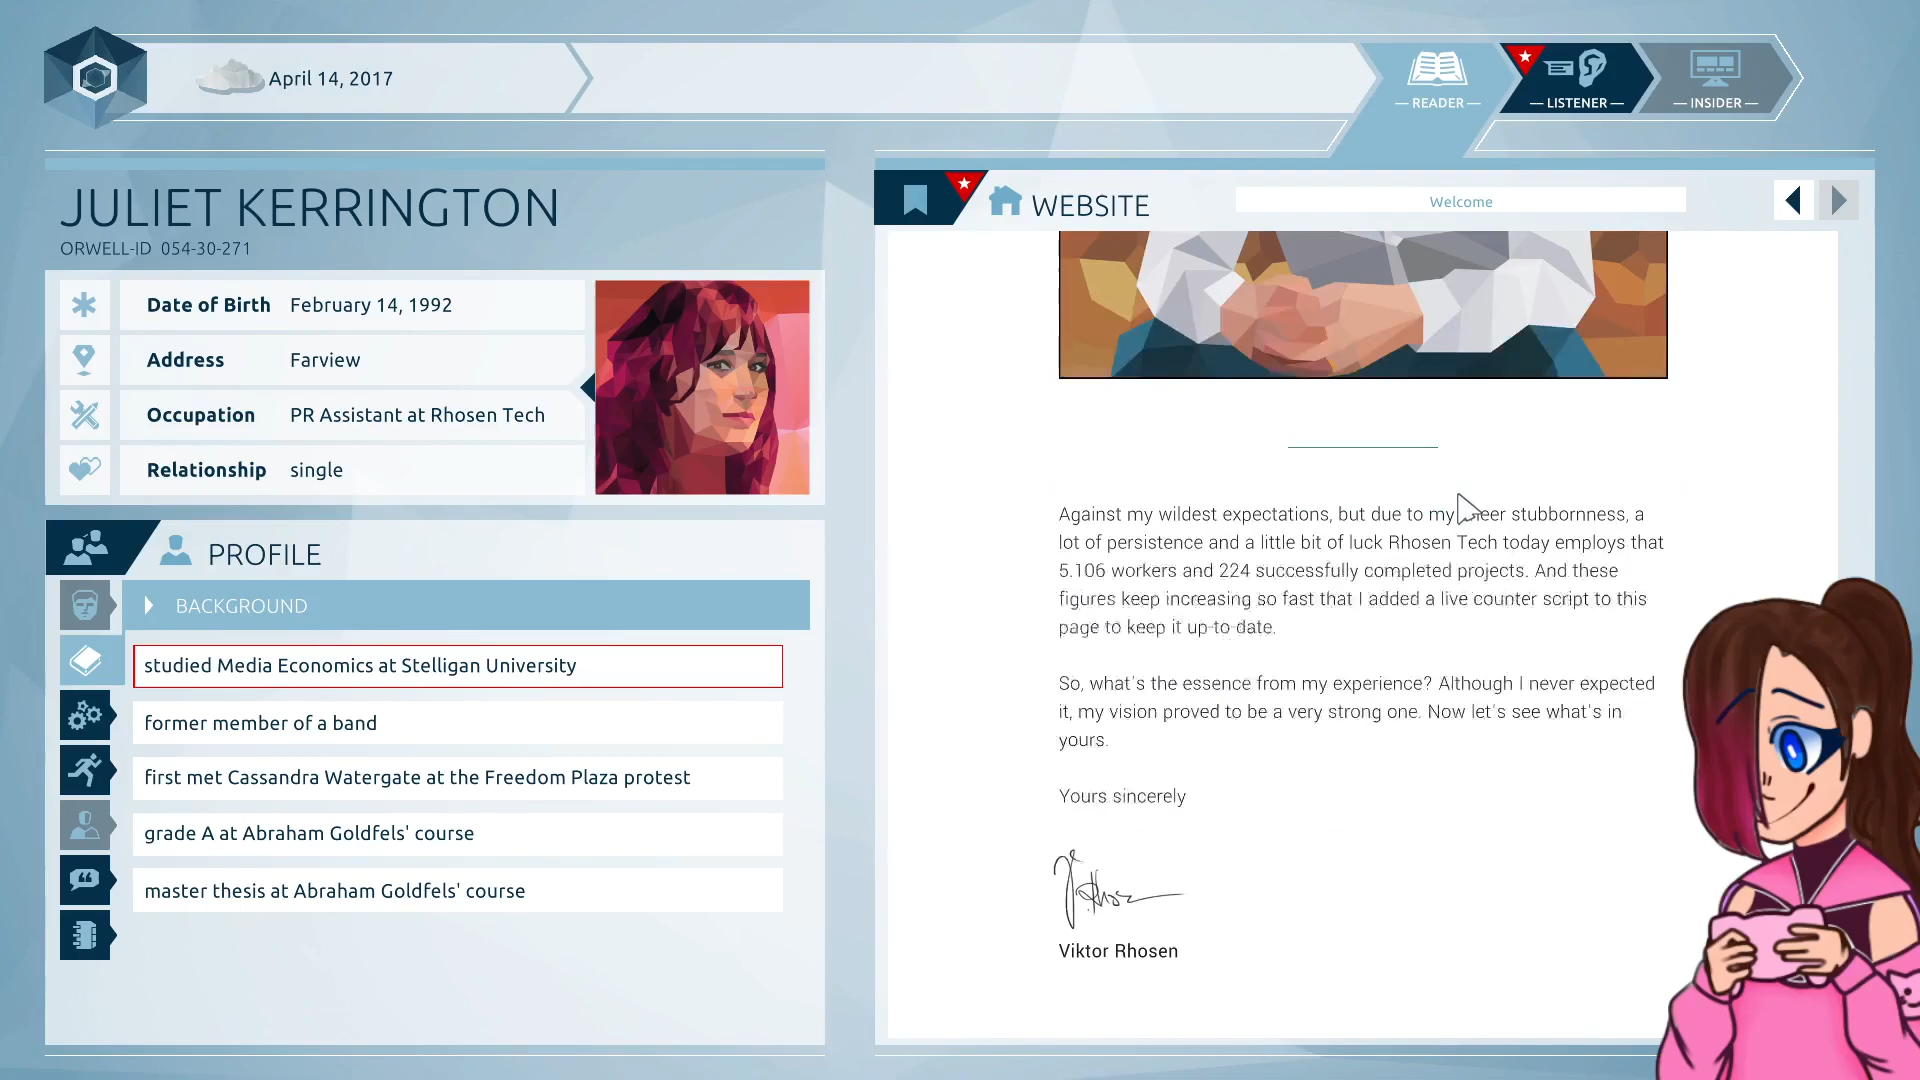 April 14, 2017
READER
LISTENER
INSIDER
JULIET KERRINGTON
ORWELL-ID 054-30-271
Date of Birth February 14, 1992
Address Farview
Occupation PR Assistant at Rhosen Tech
Relationship single
PROFILE
BACKGROUND
studied Media Economics at Stelligan University
former member of a band
first met Cassandra Watergate at the Freedom Plaza protest
grade A at Abraham Goldfels' course
master thesis at Abraham Goldfels' course
WEBSITE
Welcome
Against my wildest expectations, but due to my stubbornness, a
lot of persistence and a little bit of luck Rhosen Tech today employs that
5.106 workers and 224 successfully completed projects. And these
figures keep increasing so fast that I added a live counter script to this
page to keep it up-to-date.
So, what's the essence from my experience? Although I never expected
it, my vision proved to be a very strong one. Now let's see what's in
yours.
Yours sincerely
Viktor Rhosen